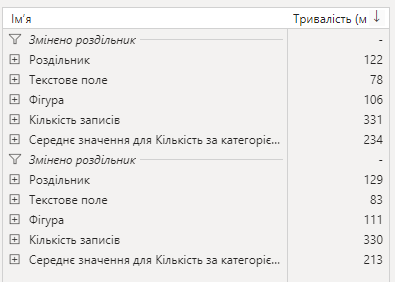 Ім'я Тривалість (м
Змінено роздільник -
Роздільник 122
Текстове поле 78
Фігура 106
Кількість записів 331
Середнє значення для Кількість за категоріє... 234
Змінено роздільник -
Роздільник 129
Текстове поле 83
Фігура 111
Кількість записів 330
Середнє значення для Кількість за категоріє... 213